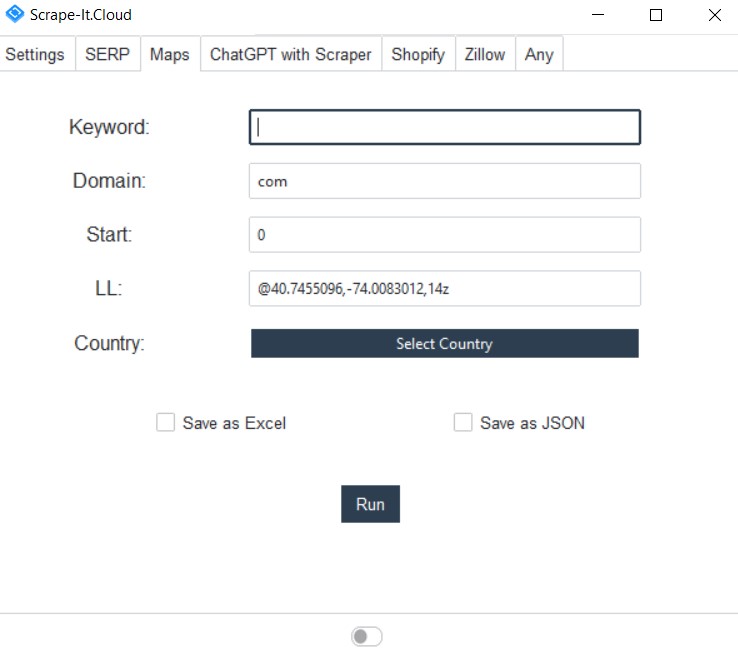 Scrape-It.Cloud
Settings SERP Maps ChatGPT with Scraper Shopify Zillow Any
Keyword:
Domain: com
Start: 0
LL: @40.7455096,-74.0083012,14z
Country: Select Country
Save as Excel Save as JSON
Run